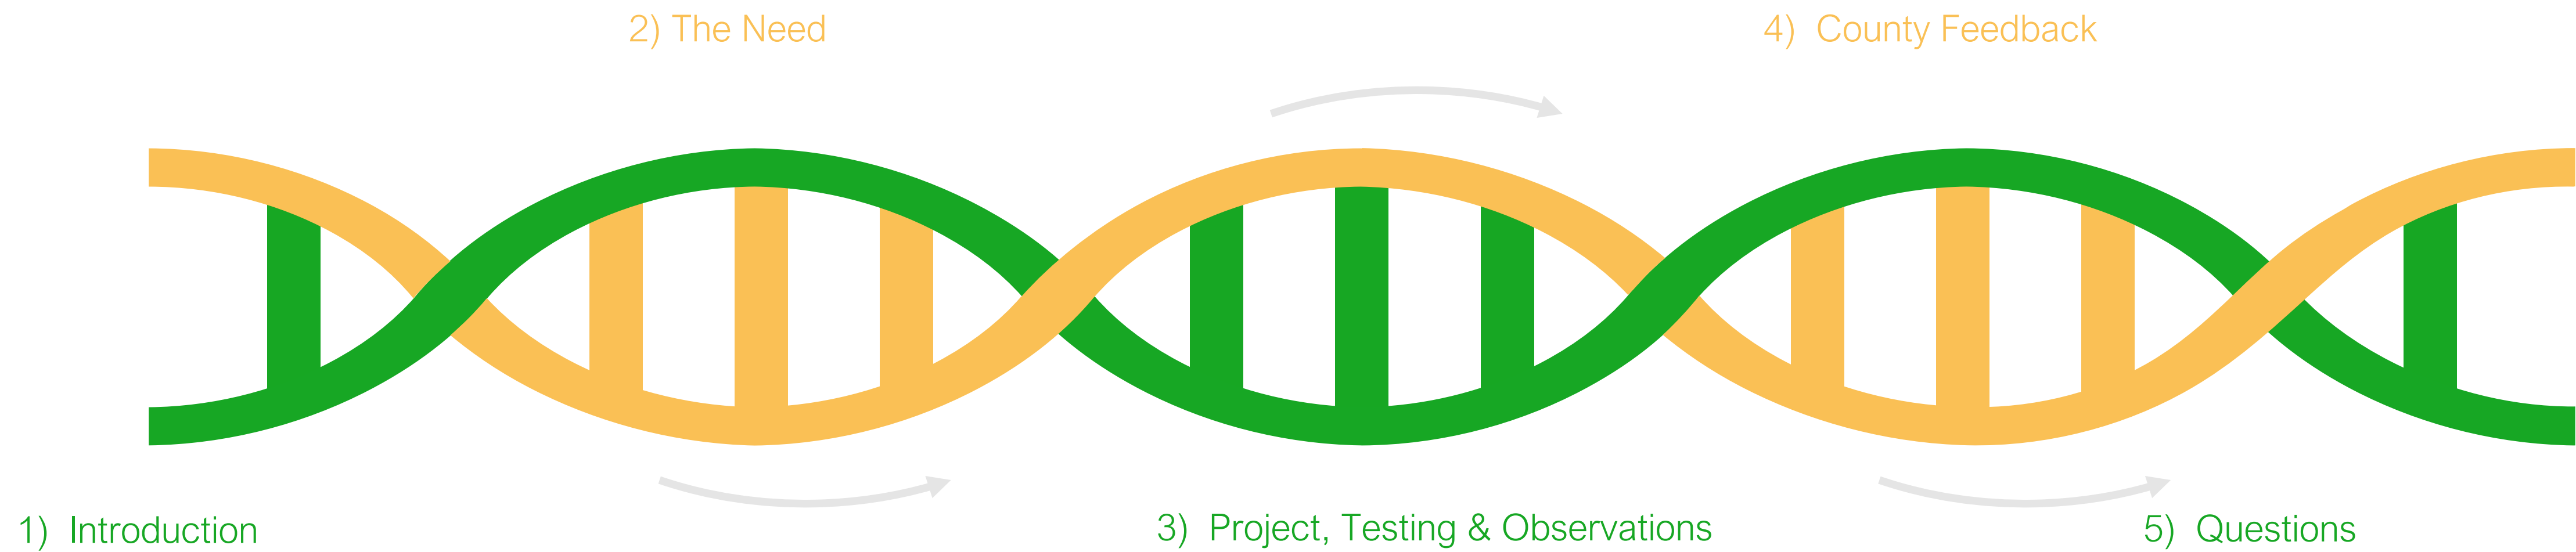 2) The Need
4) County Feedback
1) Introduction
3) Project, Testing & Observations
5) Questions